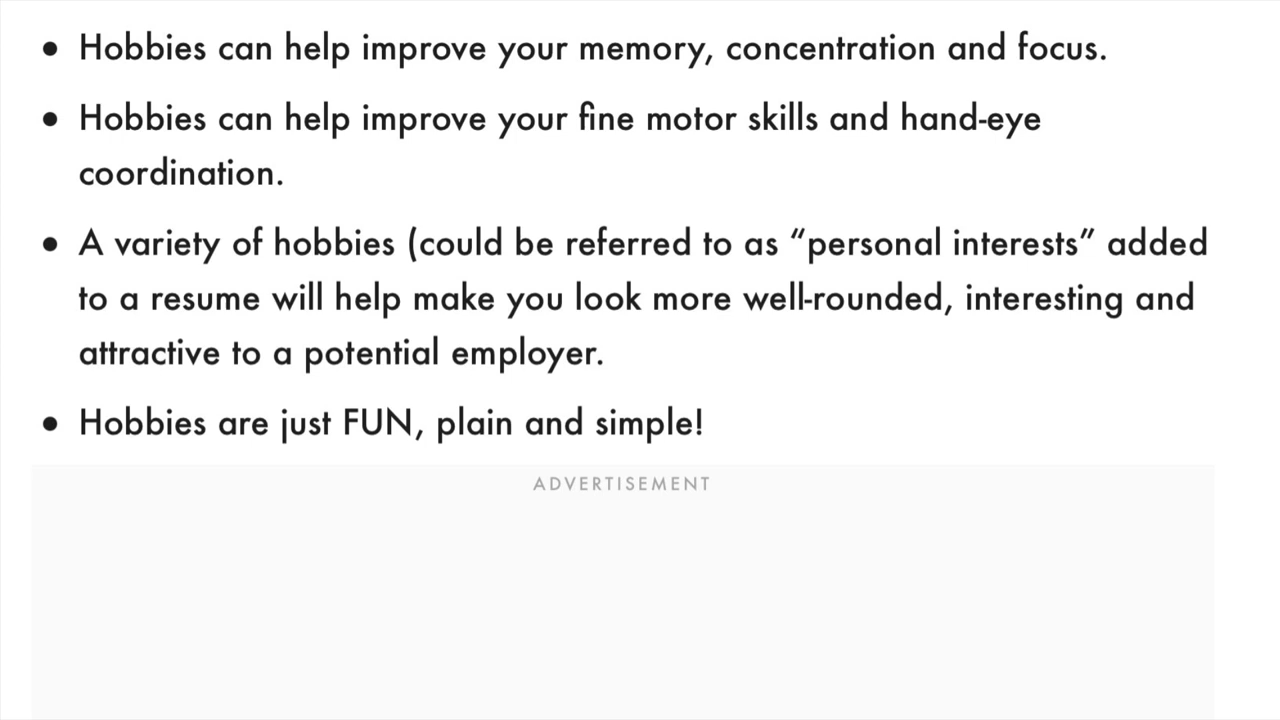 • Hobbies can help improve your memory, concentration and focus.
• Hobbies can help improve your fine motor skills and hand-eye
coordination.
• A variety of hobbies (could be referred to as “personal interests” added
to a resume will help make you look more well-rounded, interesting and
attractive to a potential employer.
• Hobbies are just FUN, plain and simple!
ADVERTISEMENT